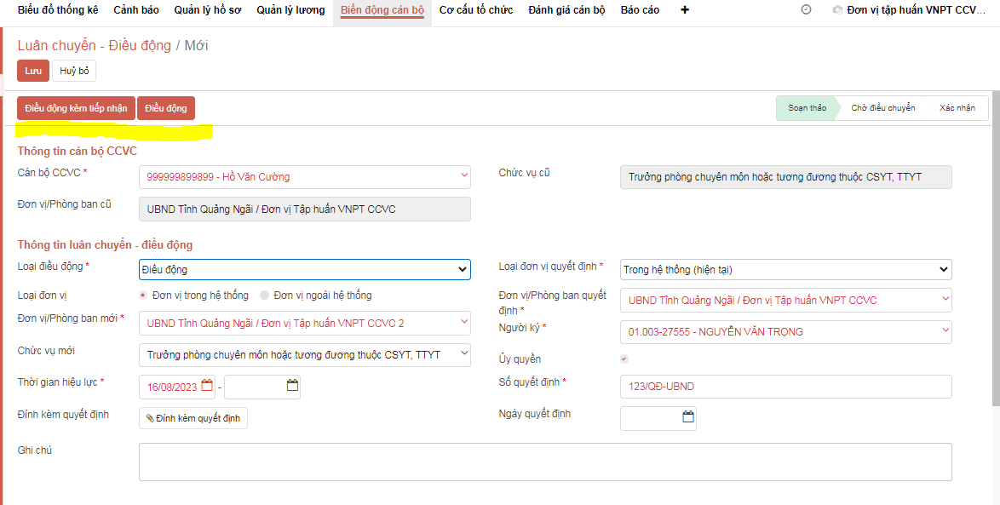 Biểu đồ thống kê Cảnh báo Quản lý hồ sơ Quản lý lương Biến động cán bộ Cơ cấu tổ chức Đánh giá cán bộ Báo cáo + Đơn vị tập huấn VNPT CCV...
Luân chuyển - Điều động / Mới
Lưu Huỷ bỏ
Điều động kèm tiếp nhận Điều động Soạn thảo Chờ điều chuyển Xác nhận
Thông tin cán bộ CCVC
Cán bộ CCVC * 999999899899 - Hồ Văn Cường Chức vụ cũ Trưởng phòng chuyên môn hoặc tương đương thuộc CSYT, TTYT
Đơn vị/Phòng ban cũ UBND Tỉnh Quảng Ngãi / Đơn vị Tập huấn VNPT CCVC
Thông tin luân chuyển - điều động
Loại điều động * Điều động Loại đơn vị quyết định * Trong hệ thống (hiện tại)
Loại đơn vị Đơn vị trong hệ thống Đơn vị ngoài hệ thống Đơn vị/Phòng ban quyết
định * UBND Tỉnh Quảng Ngãi / Đơn vị Tập huấn VNPT CCVC
Đơn vị/Phòng ban mới * UBND Tỉnh Quảng Ngãi / Đơn vị Tập huấn VNPT CCVC 2 Người ký * 01.003-27555 - NGUYỄN VĂN TRỌNG
Chức vụ mới Trưởng phòng chuyên môn hoặc tương đương thuộc CSYT, TTYT Ủy quyền
Thời gian hiệu lực * 16/08/2023 - Số quyết định * 123/QĐ-UBND
Đính kèm quyết định Đính kèm quyết định Ngày quyết định
Ghi chú